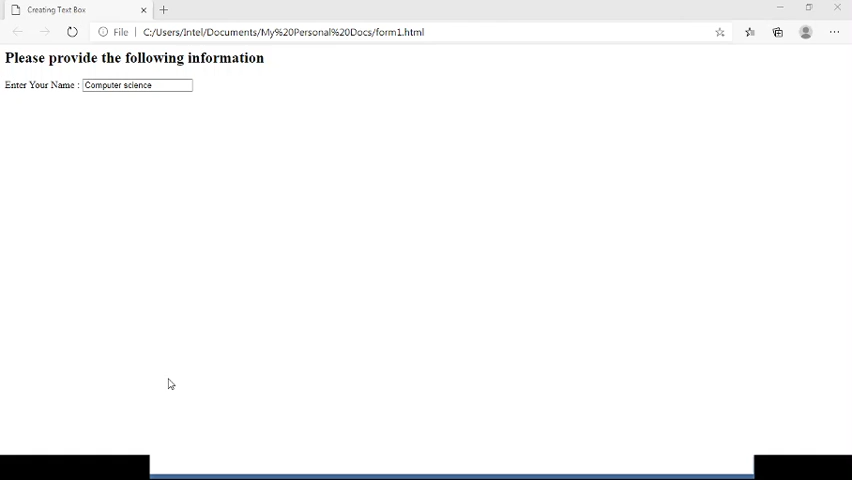 Creating Text Box
File C:/Users/Intel/Documents/My%20Personal%20Docs/form1.html
Please provide the following information
Enter Your Name : Computer science